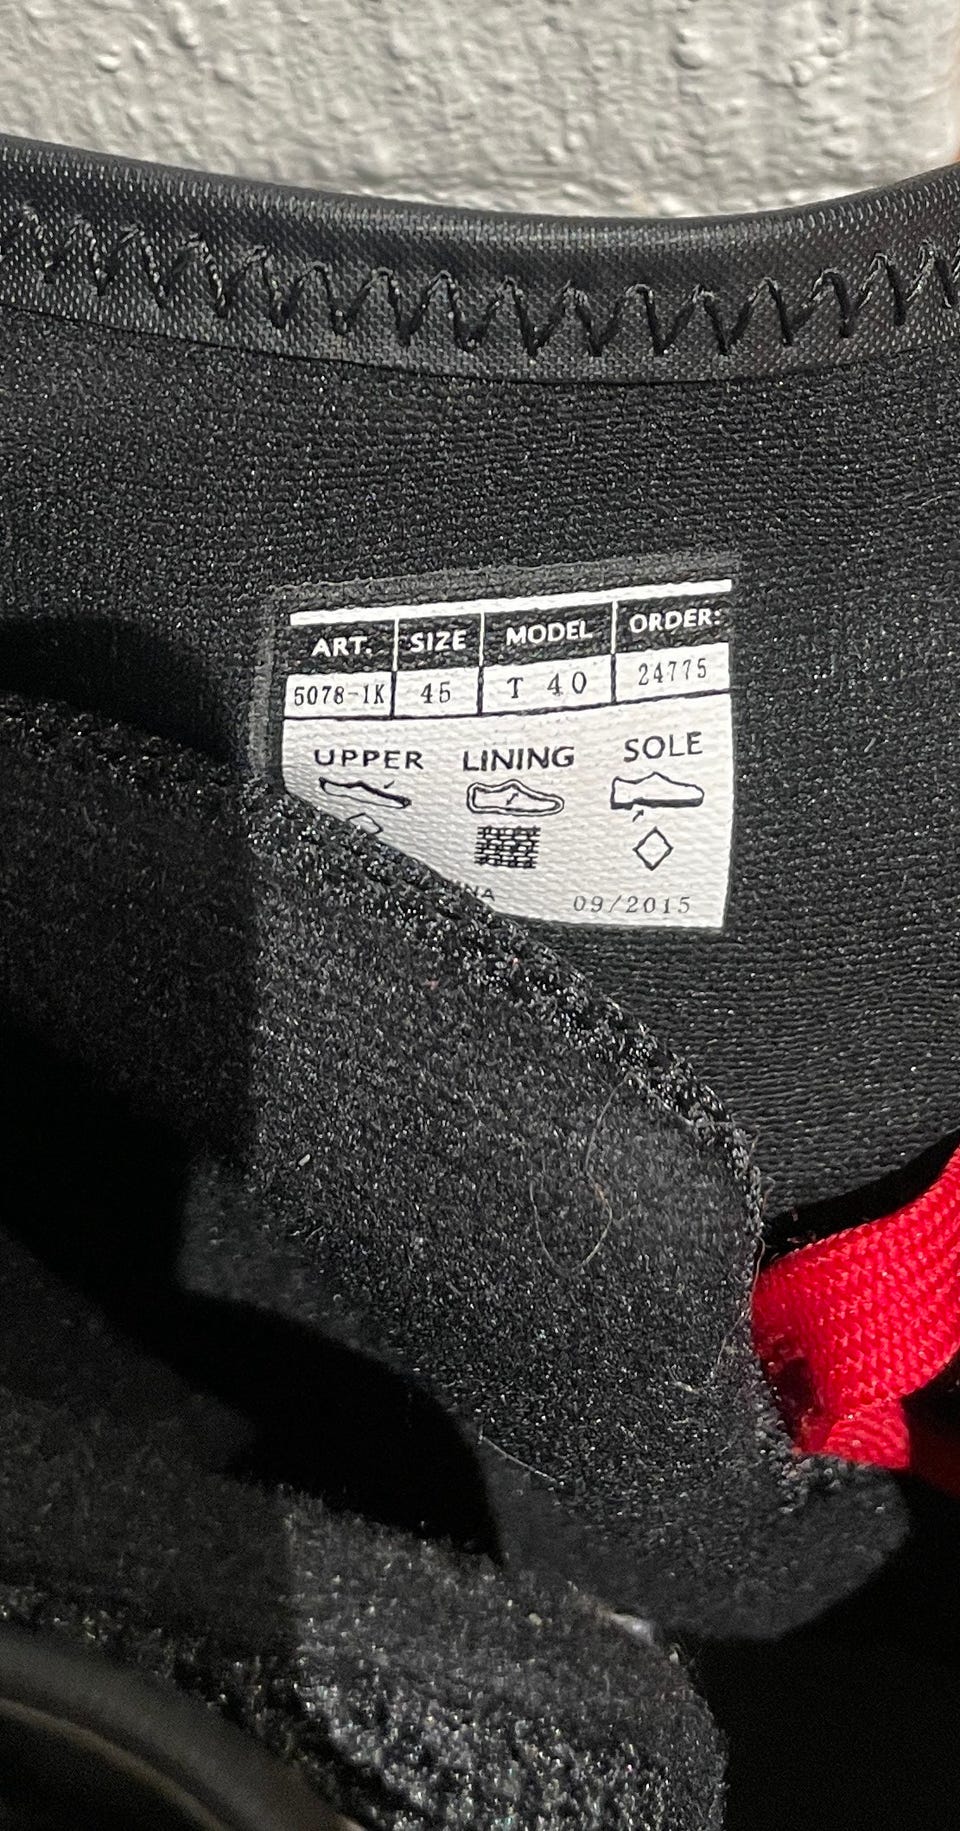 ART. SIZE MODEL ORDER:
5078-1K 45 T 40 24775
UPPER LINING SOLE
09/2015